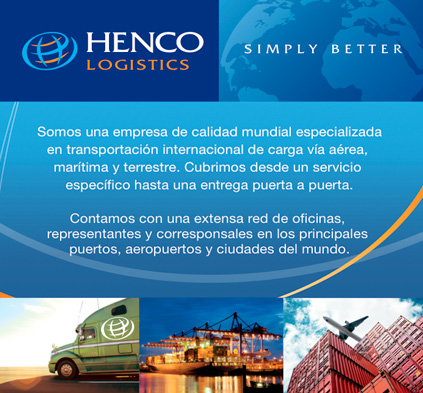 HENCO
LOGISTICS
SIMPLY BETTER
Somos una empresa de calidad mundial especializada
en transportación internacional de carga vía aérea,
marítima y terrestre. Cubrimos desde un servicio
específico hasta una entrega puerta a puerta.
Contamos con una extensa red de oficinas,
representantes y corresponsales en los principales
puertos, aeropuertos y ciudades del mundo.